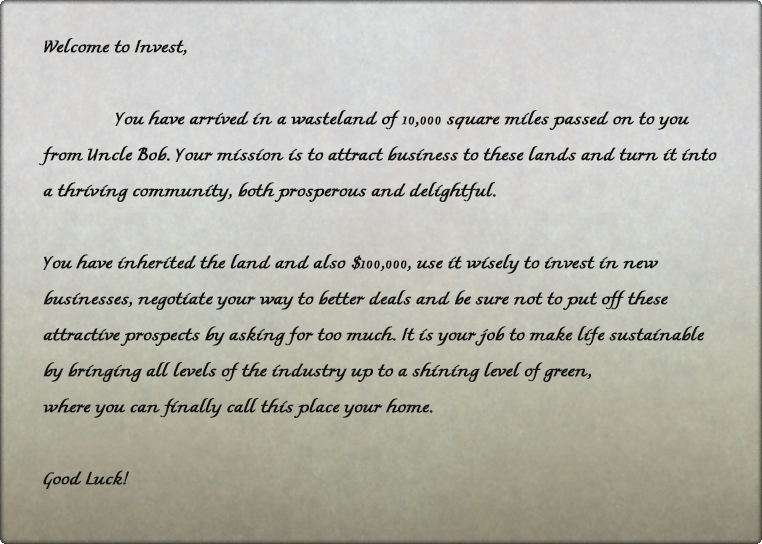 Welcome to Invest,
You have arrived in a wasteland of 10,000 square miles passed on to you
from Uncle Bob. Your mission is to attract business to these lands and turn it into
a thriving community, both prosperous and delightful.
You have inherited the land and also $100,000, use it wisely to invest in new
businesses, negotiate your way to better deals and be sure not to put off these
attractive prospects by asking for too much. It is your job to make life sustainable
by bringing all levels of the industry up to a shining level of green,
where you can finally call this place your home.
Good Luck!